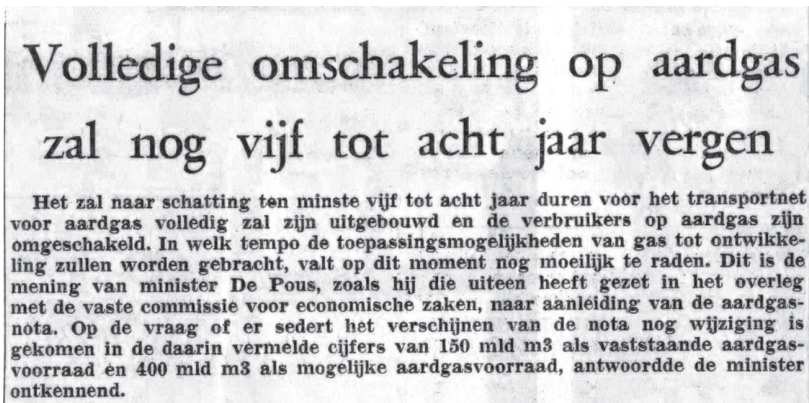 Volledige omschakeling op aardgas
zal nog vijf tot acht jaar vergen
Het zal naar schatting ten minste vijf tot acht jaar duren voor het transportnet
voor aardgas volledig zal zijn uitgebouwd en de verbruikers op aardgas zijn
omgeschakeld. In welk tempo de toepassingsmogelijkheden van gas tot ontwikke-
ling zullen worden gebracht, valt op dit moment nog moeilijk te raden. Dit is de
mening van minister De Pous, zoals hij die uiteen heeft gezet in het overleg
met de vaste commissie voor economische zaken, naar aanleiding van de aardgas-
nota. Op de vraag of er sedert het verschijnen van de nota nog wijziging is
gekomen in de daarin vermelde cijfers van 150 mld m3 als vaststaande aardgas-
voorraad en 400 mld m3 als mogelijke aardgasvoorraad, antwoordde de minister
ontkennend.